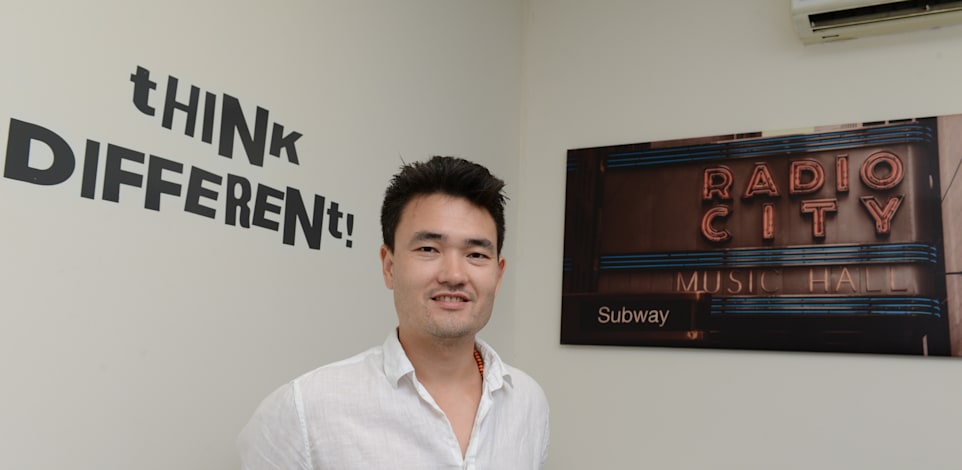 tHINk
DIFFERENt!
RADIO
CITY
MUSIC HALL
Subway